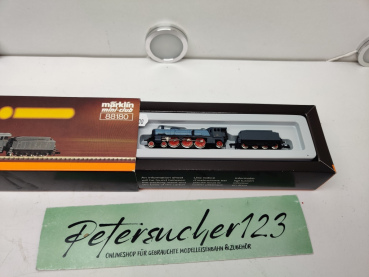 märklin
mini-club
88180
Petersucher123
ONLINESHOP FÜR GEBRAUCHTE MODELLEISENBAHN & ZUBEHÖR